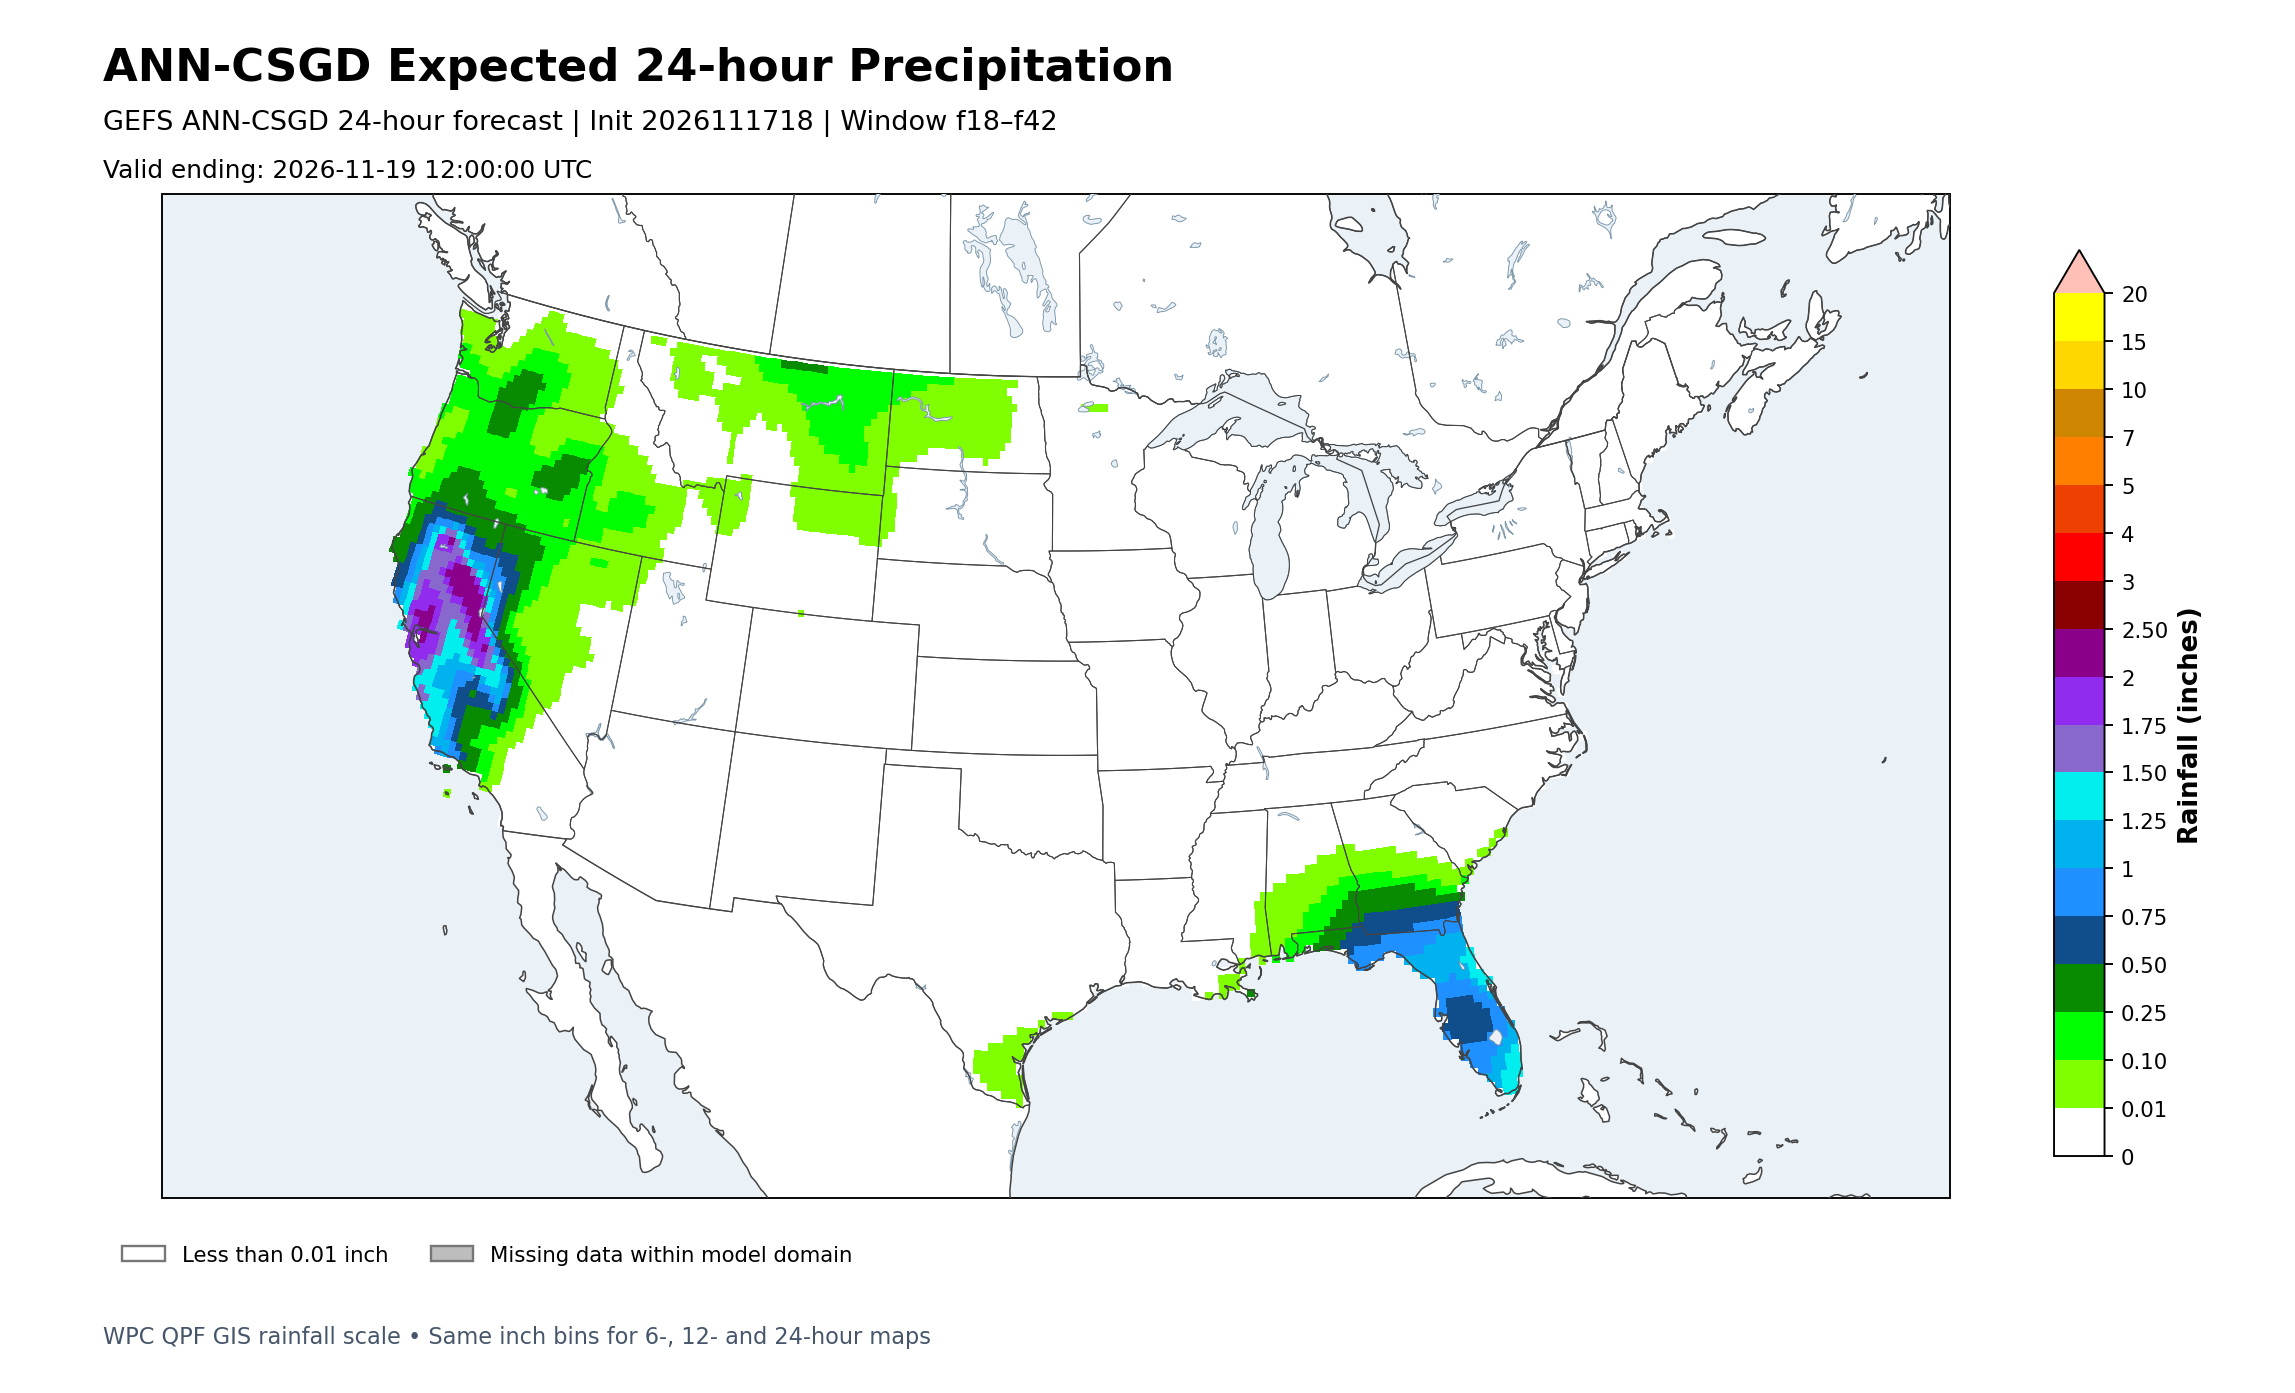 ANN-CSGD Expected 24-hour Precipitation
GEFS ANN-CSGD 24-hour forecast | Init 2026111718 | Window f18–f42
Valid ending: 2026-11-19 12:00:00 UTC
20
15
10
7
5
4
3
2.50
2
1.75
1.50
1.25
1
0.75
0.50
0.25
0.10
0.01
0
Rainfall (inches)
Less than 0.01 inch
Missing data within model domain
WPC QPF GIS rainfall scale • Same inch bins for 6-, 12- and 24-hour maps